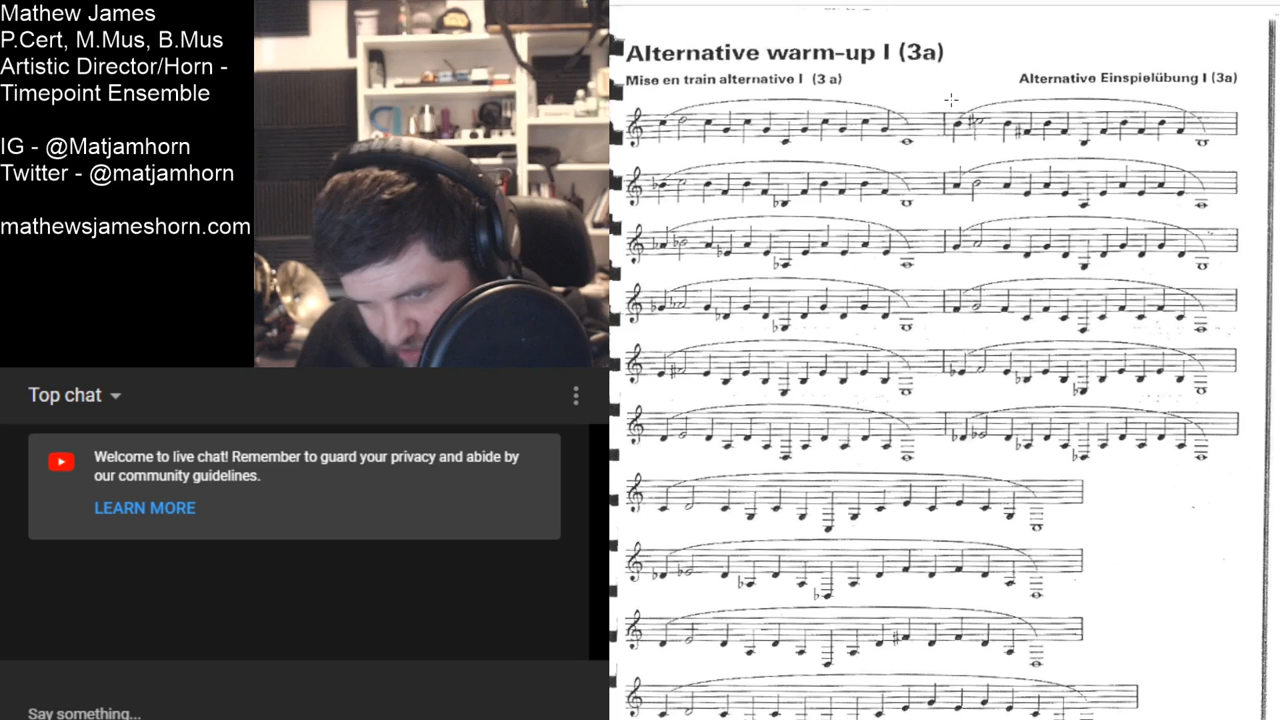 Mathew James
P.Cert, M.Mus, B.Mus
Artistic Director/Horn -
Timepoint Ensemble
IG - @Matjamhorn
Twitter - @matjamhorn
mathewsjameshorn.com
Top chat
Welcome to live chat! Remember to guard your privacy and abide by
our community guidelines.
LEARN MORE
Say something...
Alternative warm-up I (3a)
Mise en train alternative I (3 a)
Alternative Einspielübung I (3a)